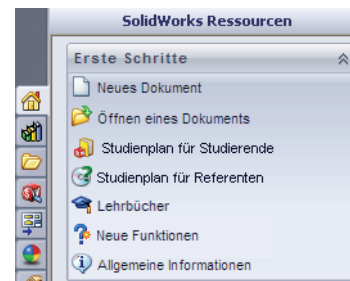 SolidWorks Ressourcen
Erste Schritte
Neues Dokument
Öffnen eines Dokuments
Studienplan für Studierende
Studienplan für Referenten
Lehrbücher
Neue Funktionen
Allgemeine Informationen